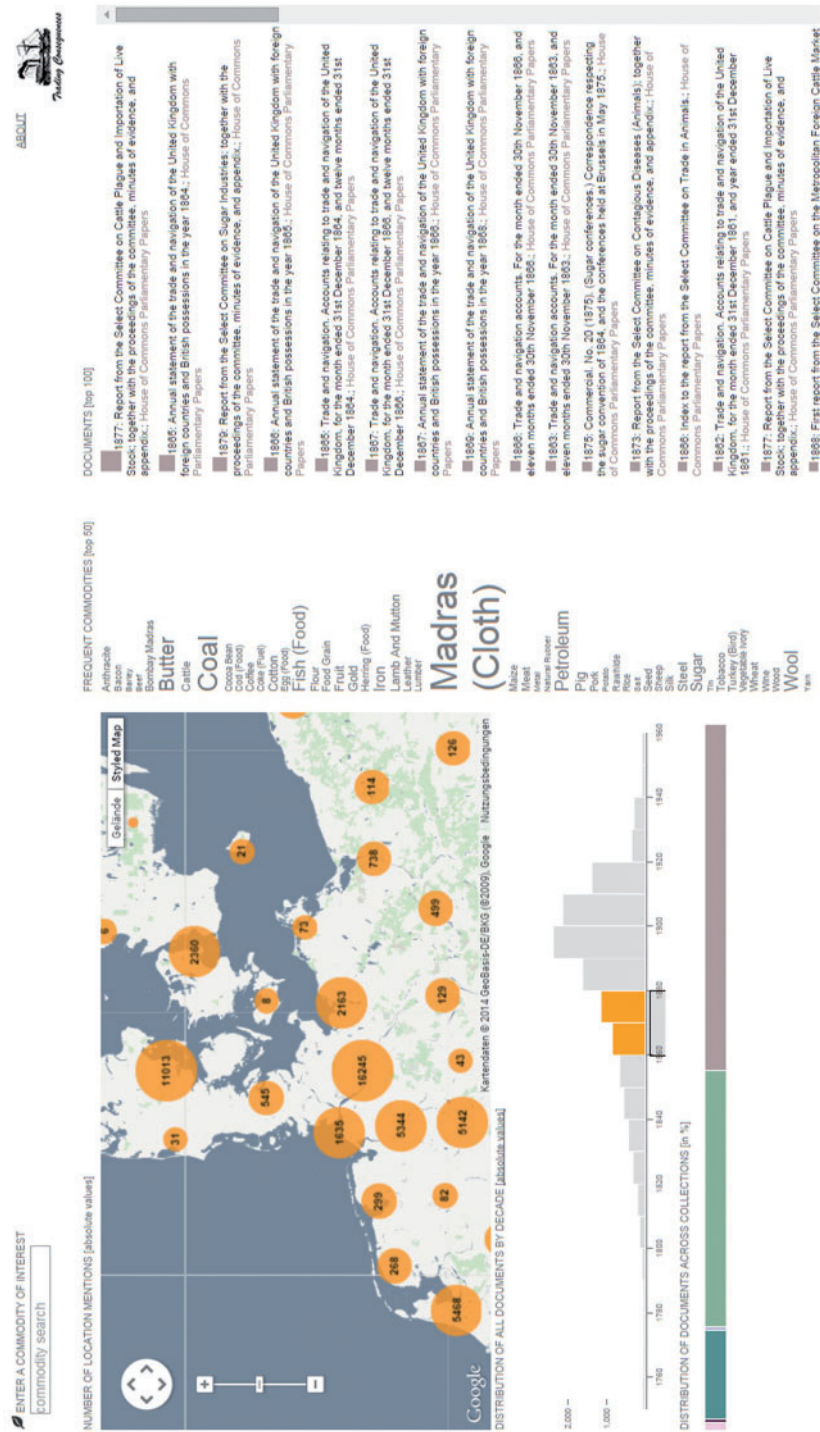 ENTER A COMMODITY OF INTEREST
commodity search
ABOUT
Trading Consequences
NUMBER OF LOCATION MENTIONS [absolute values]
Gelände
Styled Map
6
31
11013
2360
21
545
8
73
1635
16245
2163
299
5344
738
114
268
5468
82
5142
43
129
499
126
Google
Kartendaten © 2014 GeoBasis-DE/BKG (©2009), Google
Nutzungsbedingungen
DISTRIBUTION OF ALL DOCUMENTS BY DECADE [absolute values]
2,000
1,000
1760
1780
1800
1820
1840
1860
1880
1900
1920
1940
1960
DISTRIBUTION OF DOCUMENTS ACROSS COLLECTIONS [in %]
FREQUENT COMMODITIES [top 50]
Anthracite
Bacon
Barley
Beef
Bombay Madras
Butter
Cattle
Coal
Cocoa Bean
Cod (Food)
Coffee
Coke (Fuel)
Cotton
Egg (Food)
Fish (Food)
Flour
Food Grain
Fruit
Gold
Herring (Food)
Iron
Lamb And Mutton
Leather
Lumber
Madras
(Cloth)
Maize
Meat
Metal
Natural Rubber
Petroleum
Pig
Pork
Potato
Rawhide
Rice
Salt
Seed
Sheep
Silk
Steel
Sugar
Tin
Tobacco
Turkey (Bird)
Vegetable Ivory
Wheat
Wine
Wood
Wool
Yarn
DOCUMENTS [top 100]
1877: Report from the Select Committee on Cattle Plague and Importation of Live
Stock; together with the proceedings of the committee, minutes of evidence, and
appendix.; House of Commons Parliamentary Papers
1865: Annual statement of the trade and navigation of the United Kingdom with
foreign countries and British possessions in the year 1864.; House of Commons
Parliamentary Papers
1879: Report from the Select Committee on Sugar Industries; together with the
proceedings of the committee, minutes of evidence, and appendix.; House of Commons
Parliamentary Papers
1866: Annual statement of the trade and navigation of the United Kingdom with foreign
countries and British possessions in the year 1865.; House of Commons Parliamentary
Papers
1865: Trade and navigation. Accounts relating to trade and navigation of the United
Kingdom, for the month ended 31st December 1864, and twelve months ended 31st
December 1864.; House of Commons Parliamentary Papers
1867: Trade and navigation. Accounts relating to trade and navigation of the United
Kingdom, for the month ended 31st December 1866, and twelve months ended 31st
December 1866.; House of Commons Parliamentary Papers
1867: Annual statement of the trade and navigation of the United Kingdom with foreign
countries and British possessions in the year 1866.; House of Commons Parliamentary
Papers
1869: Annual statement of the trade and navigation of the United Kingdom with foreign
countries and British possessions in the year 1868.; House of Commons Parliamentary
Papers
1866: Trade and navigation accounts. For the month ended 30th November 1866, and
eleven months ended 30th November 1866.; House of Commons Parliamentary Papers
1863: Trade and navigation accounts. For the month ended 30th November 1863, and
eleven months ended 30th November 1863.; House of Commons Parliamentary Papers
1875: Commercial. No. 20 (1875). (Sugar conferences.) Correspondence respecting
the sugar convention of 1864, and the conferences held at Brussels in May 1875.; House
of Commons Parliamentary Papers
1873: Report from the Select Committee on Contagious Diseases (Animals); together
with the proceedings of the committee, minutes of evidence, and appendix.; House of
Commons Parliamentary Papers
1866: Index to the report from the Select Committee on Trade in Animals.; House of
Commons Parliamentary Papers
1862: Trade and navigation. Accounts relating to trade and navigation of the United
Kingdom, for the month ended 31st December 1861, and year ended 31st December
1861.; House of Commons Parliamentary Papers
1877: Report from the Select Committee on Cattle Plague and Importation of Live
Stock; together with the proceedings of the committee, minutes of evidence, and
appendix.; House of Commons Parliamentary Papers
1868: First report from the Select Committee on the Metropolitan Foreign Cattle Market